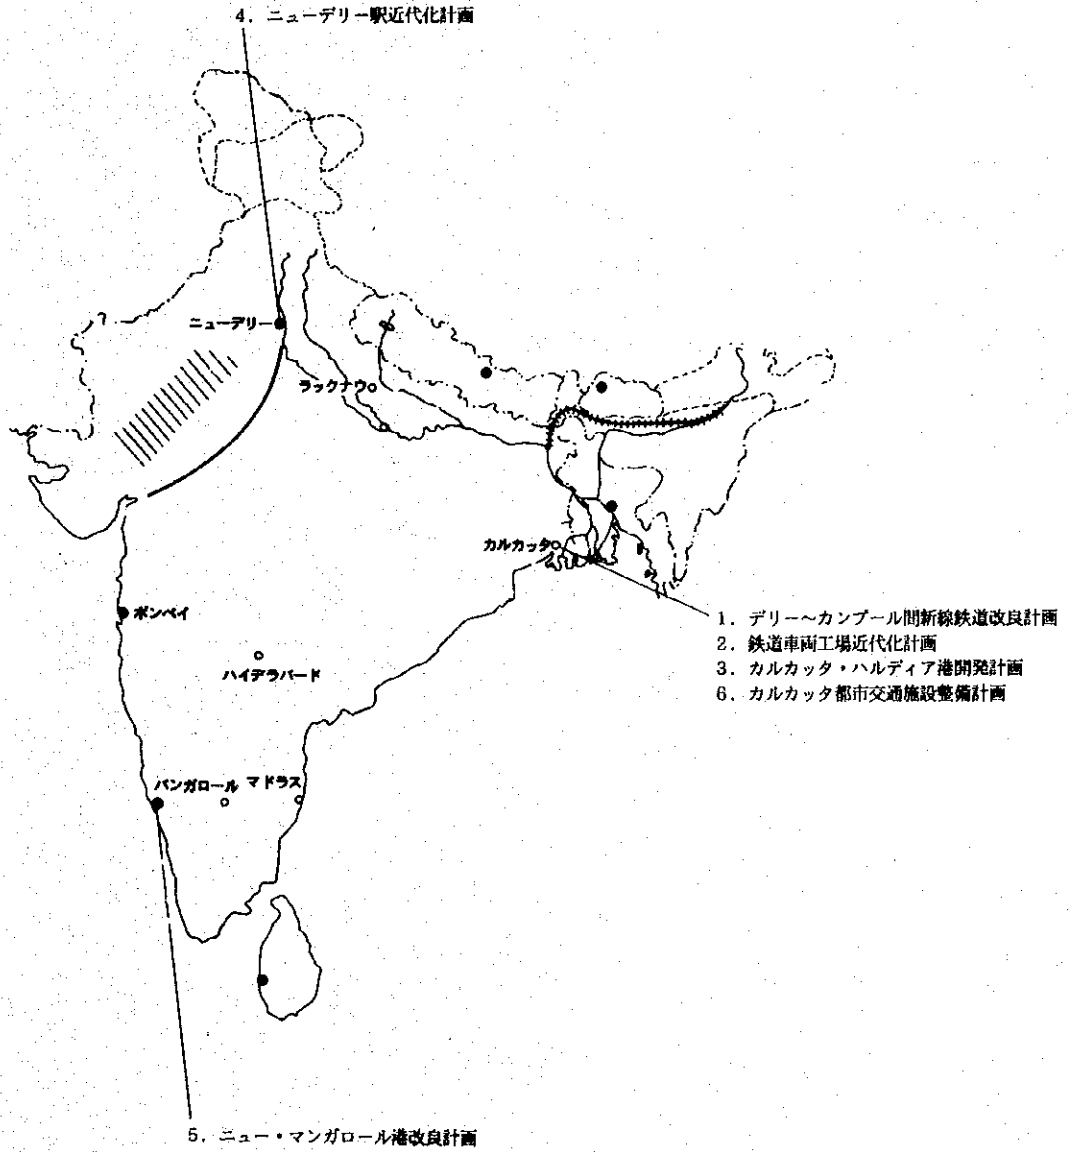 4. ニューデリー駅近代化計画
ニューデリー
ラックナウ
カルカッタ
ボンベイ
1. デリー～カンプール間新線鉄道改良計画
2. 鉄道車両工場近代化計画
3. カルカッタ・ハルディア港開発計画
6. カルカッタ都市交通施設整備計画
ハイデラバード
バンガロール
マドラス
5. ニュー・マンガロール港改良計画